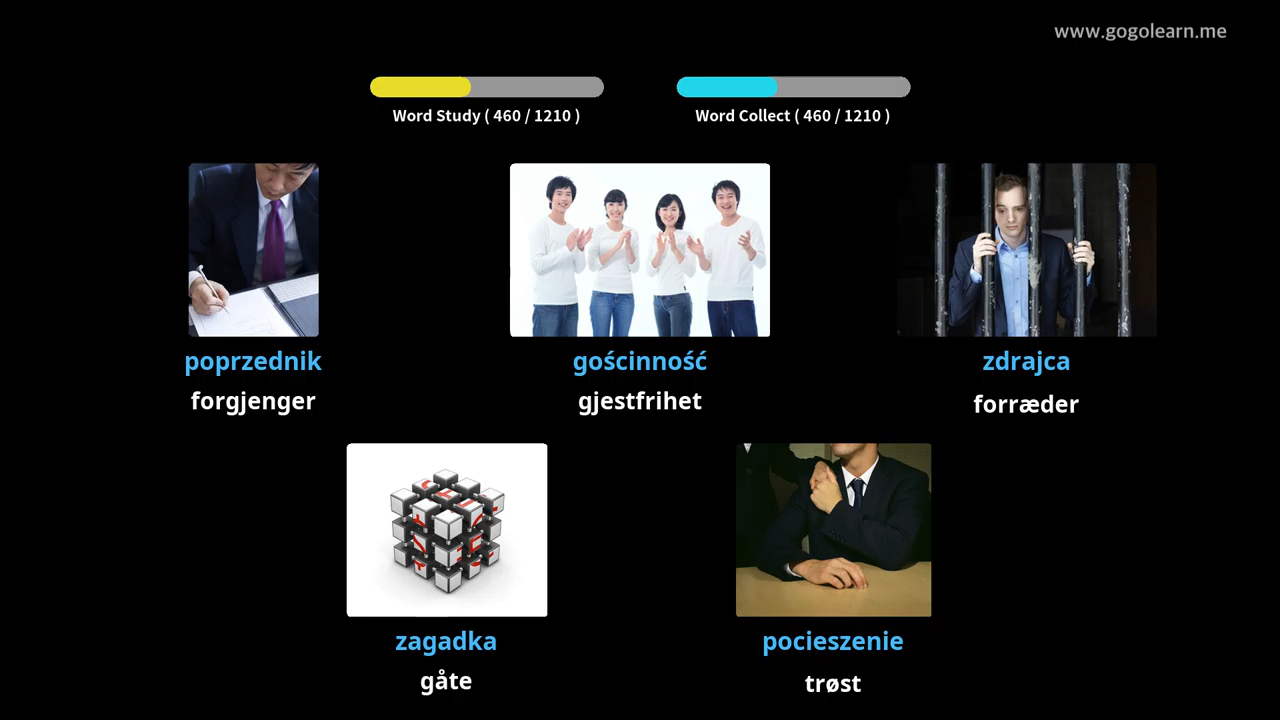 www.gogolearn.me
Word Study ( 460 / 1210 )
Word Collect ( 460 / 1210 )
poprzednik
forgjenger
gościnność
gjestfrihet
zdrajca
forræder
zagadka
gåte
pocieszenie
trøst